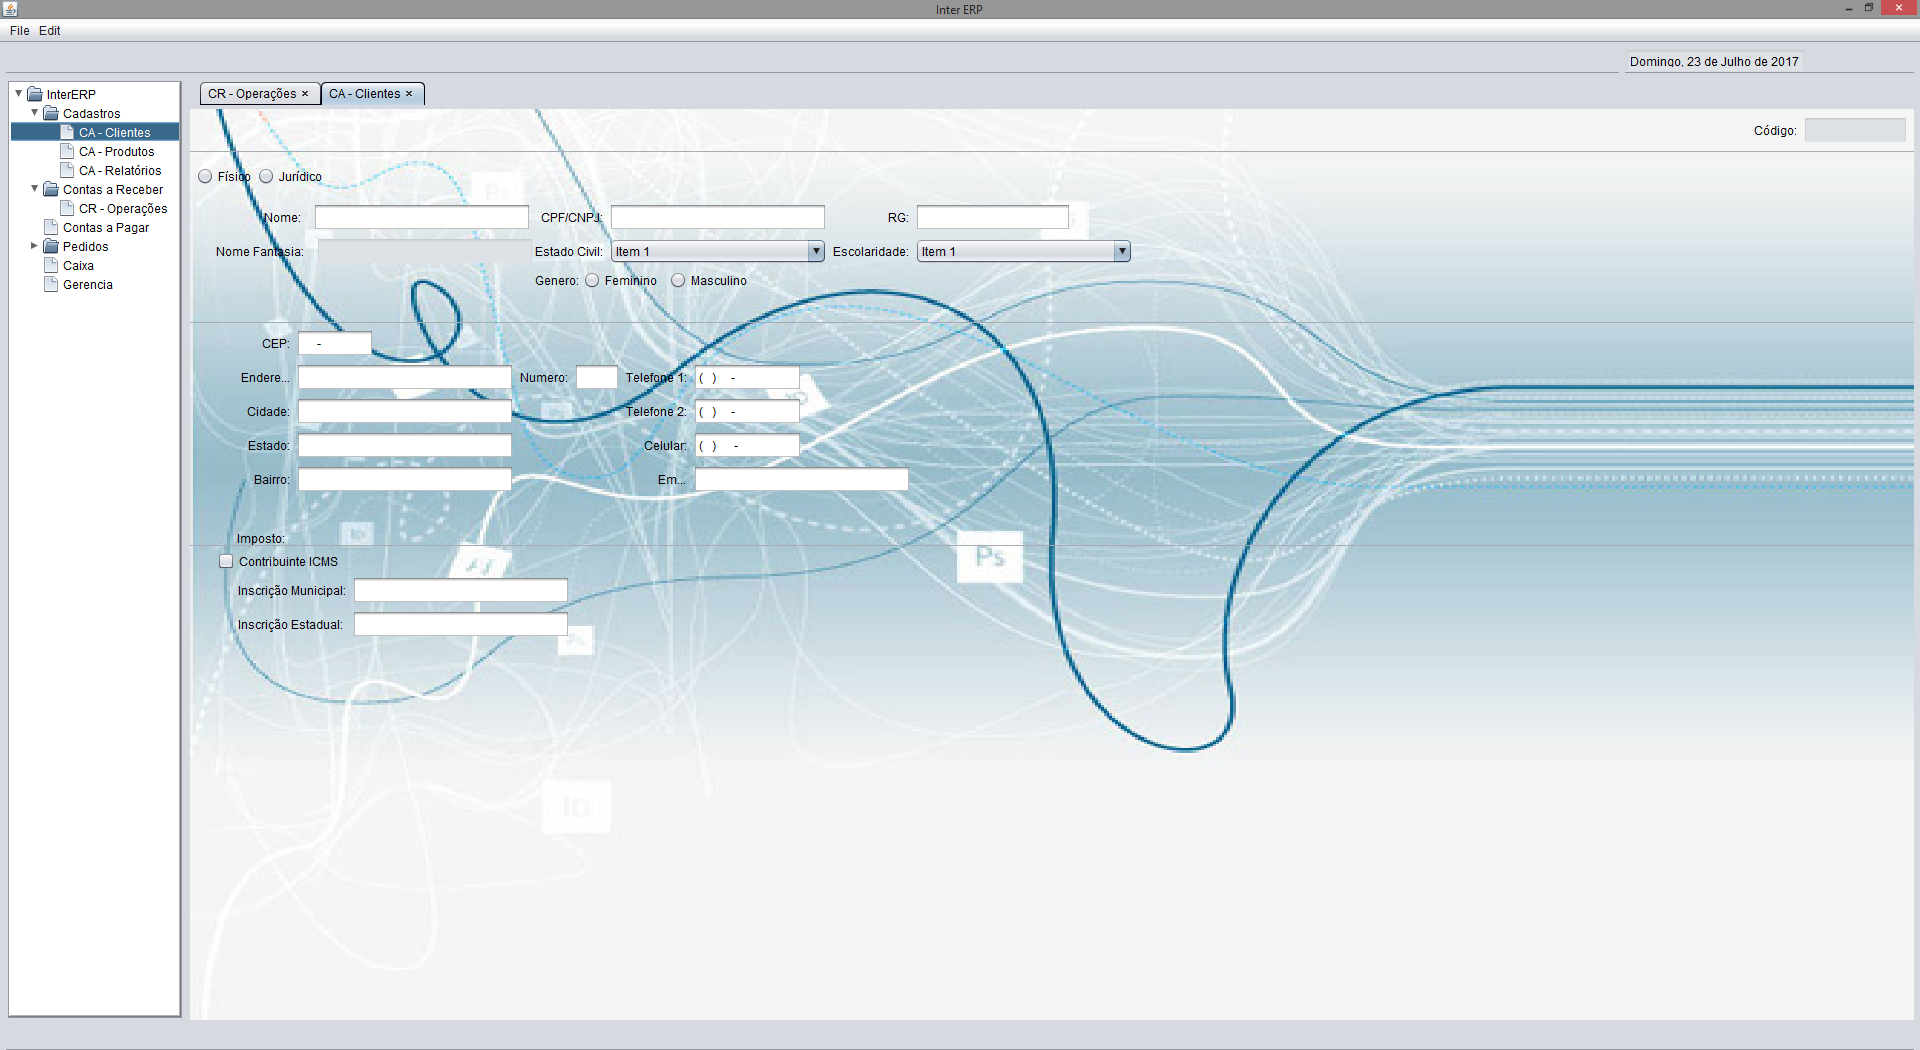 Inter ERP
File Edit
Domingo, 23 de Julho de 2017
InterERP
Cadastros
CA - Clientes
CA - Produtos
CA - Relatórios
Contas a Receber
CR - Operações
Contas a Pagar
Pedidos
Caixa
Gerencia
CR - Operações × CA - Clientes ×
Código:
Físico Jurídico
Nome: CPF/CNPJ: RG:
Nome Fantasia: Estado Civil: Item 1 Escolaridade: Item 1
Genero: Feminino Masculino
CEP: -
Endere... Numero: Telefone 1: ( ) -
Cidade: Telefone 2: ( ) -
Estado: Celular: ( ) -
Bairro: Em...
Imposto:
Contribuinte ICMS
Inscrição Municipal:
Inscrição Estadual:
Ps
ID